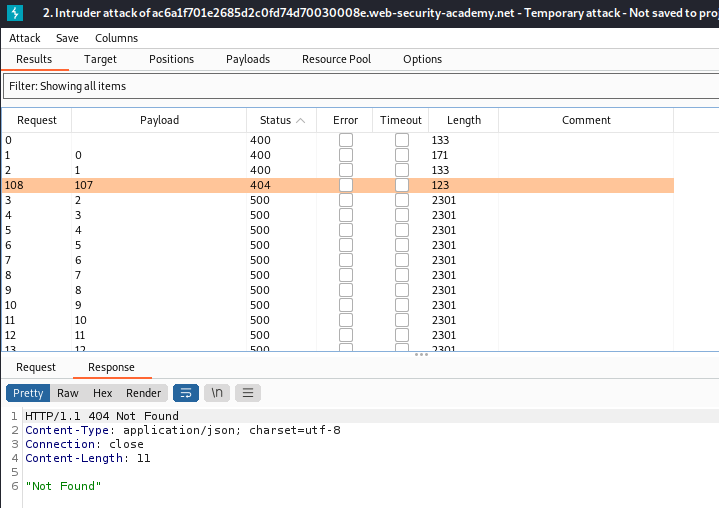 2. Intruder attack of ac6a1f701e2685d2c0fd74d70030008e.web-security-academy.net - Temporary attack - Not saved to proj
Attack Save Columns
Results Target Positions Payloads Resource Pool Options
Filter: Showing all items
Request Payload Status Error Timeout Length Comment
0 400 133
1 0 400 171
2 1 400 133
108 107 404 123
3 2 500 2301
4 3 500 2301
5 4 500 2301
6 5 500 2301
7 6 500 2301
8 7 500 2301
9 8 500 2301
10 9 500 2301
11 10 500 2301
12 11 500 2301
13 12 500 2301
Request Response
Pretty Raw Hex Render \n
1 HTTP/1.1 404 Not Found
2 Content-Type: application/json; charset=utf-8
3 Connection: close
4 Content-Length: 11
5
6 "Not Found"